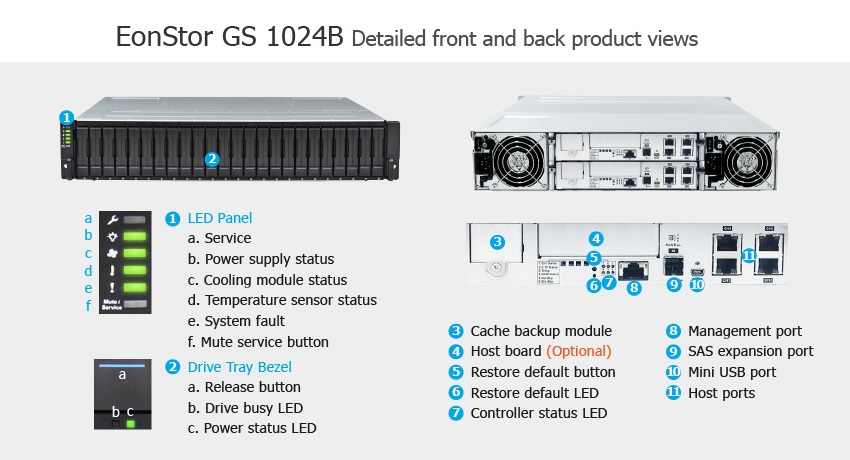 EonStor GS 1024B Detailed front and back product views
1
2
a
b
c
d
e
f
Mute /
Service
1 LED Panel
a. Service
b. Power supply status
c. Cooling module status
d. Temperature sensor status
e. System fault
f. Mute service button
a
b c
2 Drive Tray Bezel
a. Release button
b. Drive busy LED
c. Power status LED
3
4
5
6
7
8
9
10
11
3 Cache backup module
4 Host board (Optional)
5 Restore default button
6 Restore default LED
7 Controller status LED
8 Management port
9 SAS expansion port
10 Mini USB port
11 Host ports